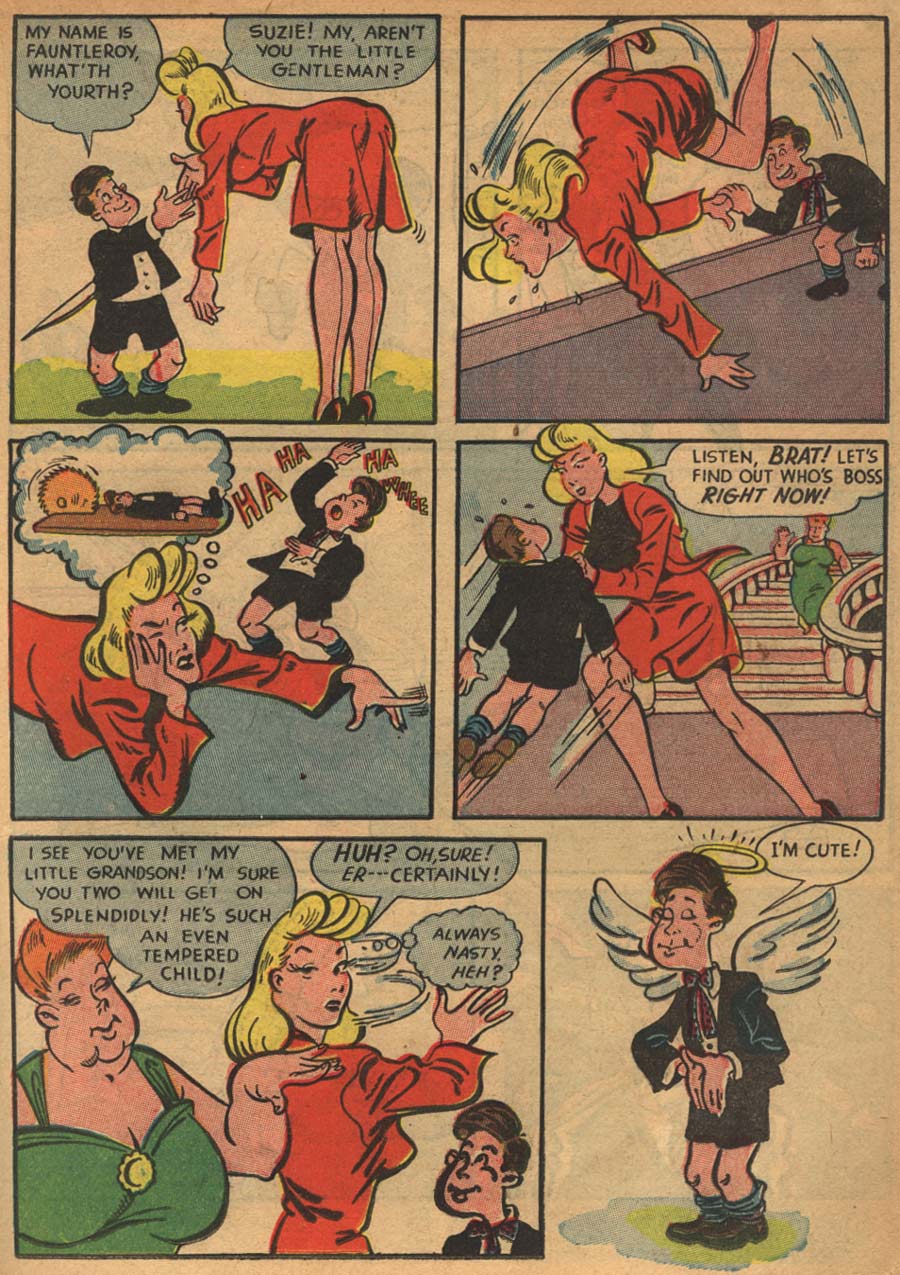 MY NAME IS
FAUNTLEROY,
WHAT'TH
YOURTH?
SUZIE! MY, AREN'T
YOU THE LITTLE
GENTLEMAN?
HA
HA
HA
WHEE
LISTEN, BRAT! LET'S
FIND OUT WHO'S BOSS
RIGHT NOW!
I SEE YOU'VE MET MY
LITTLE GRANDSON! I'M SURE
YOU TWO WILL GET ON
SPLENDIDLY! HE'S SUCH
AN EVEN
TEMPERED
CHILD!
HUH? OH, SURE!
ER---CERTAINLY!
ALWAYS
NASTY,
HEH?
I'M CUTE!